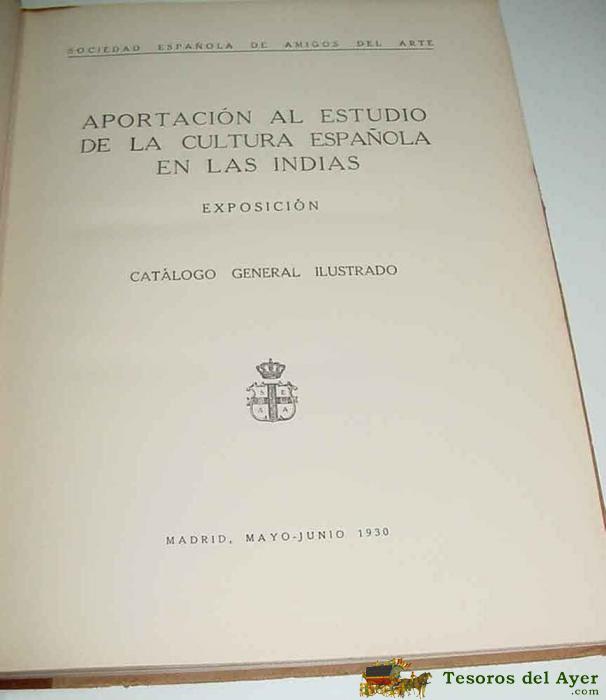 SOCIEDAD ESPAÑOLA DE AMIGOS DEL ARTE
APORTACIÓN AL ESTUDIO
DE LA CULTURA ESPAÑOLA
EN LAS INDIAS
EXPOSICIÓN
CATÁLOGO GENERAL ILUSTRADO
S E
A A
MADRID, MAYO-JUNIO 1930
Tesoros del Ayer
.com